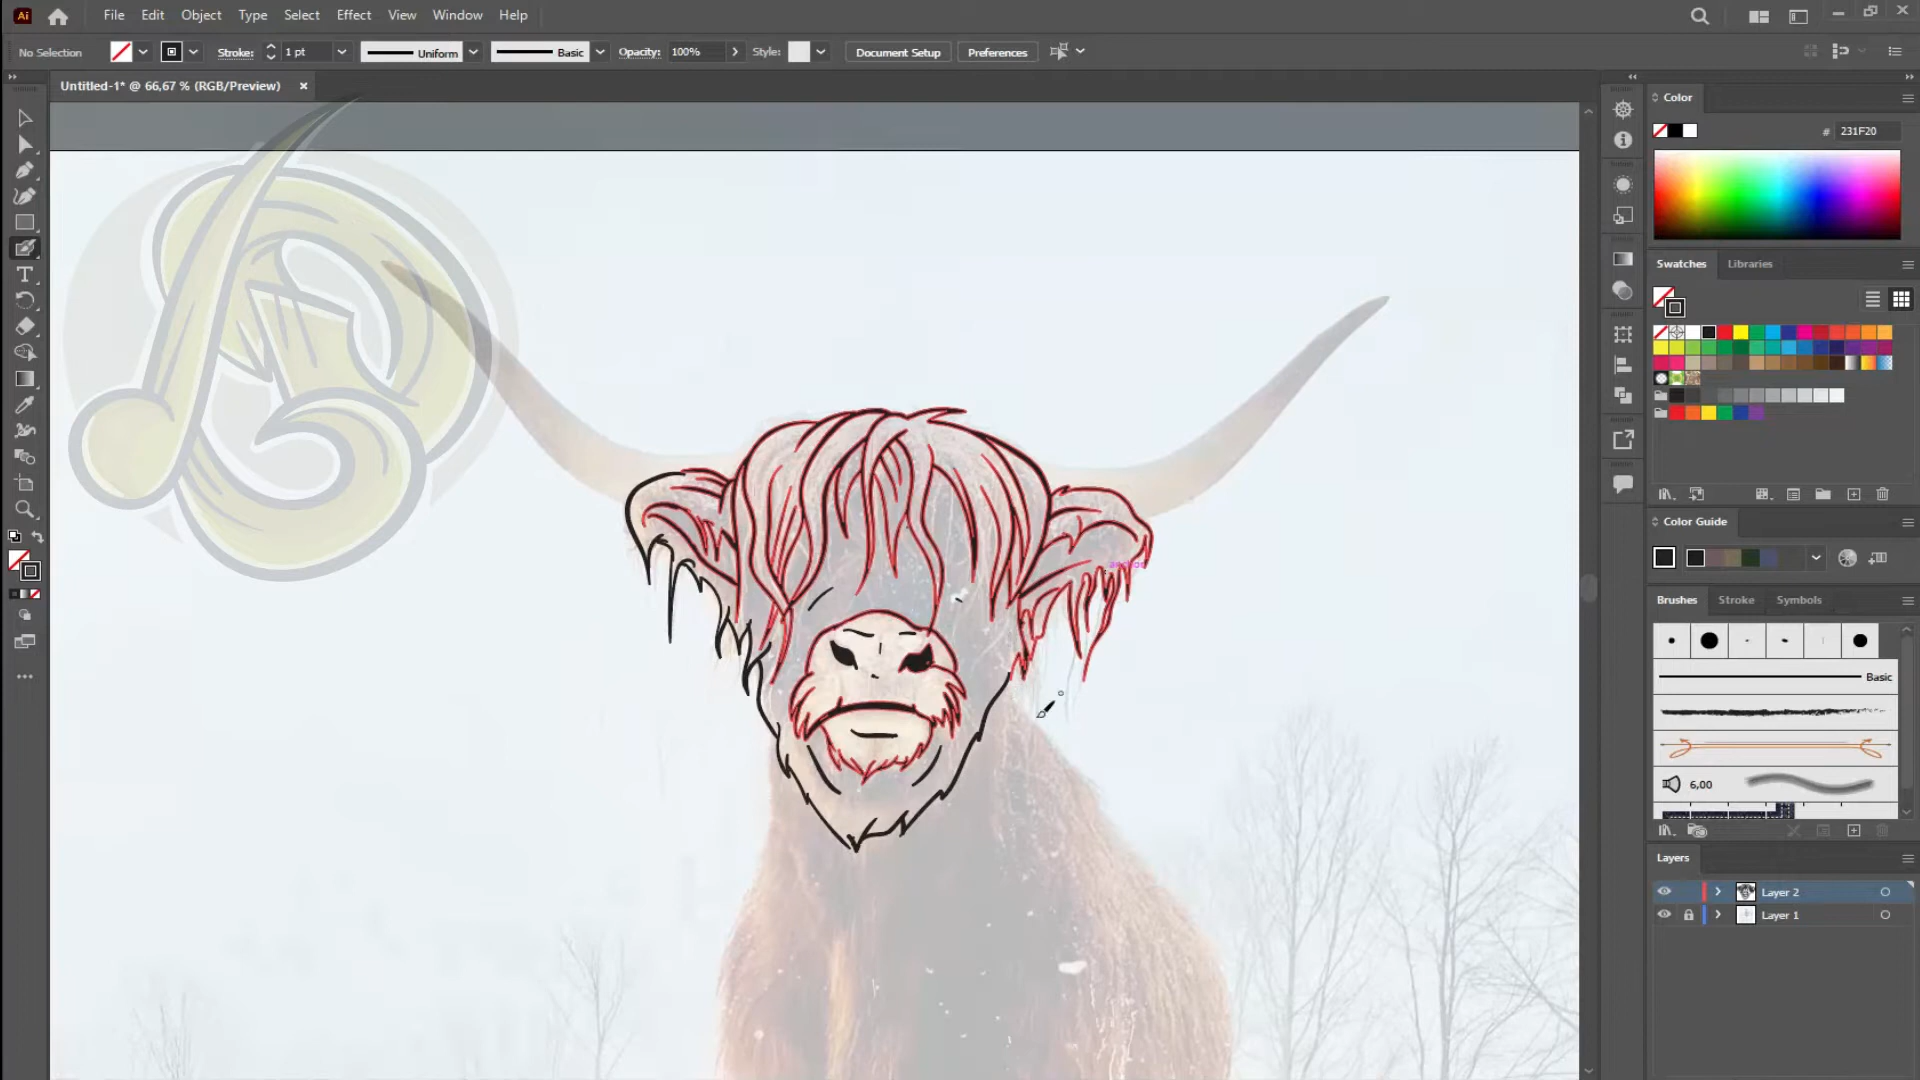 Ai File Edit Object Type Select Effect View Window Help
No Selection Stroke: 1 pt Uniform Basic Opacity: 100% Style: Document Setup Preferences
Untitled-1* @ 66,67 % (RGB/Preview) ×
Color
# 231F20
Swatches Libraries
Color Guide
Brushes Stroke Symbols
Basic
6,00
Layers
Layer 2
Layer 1